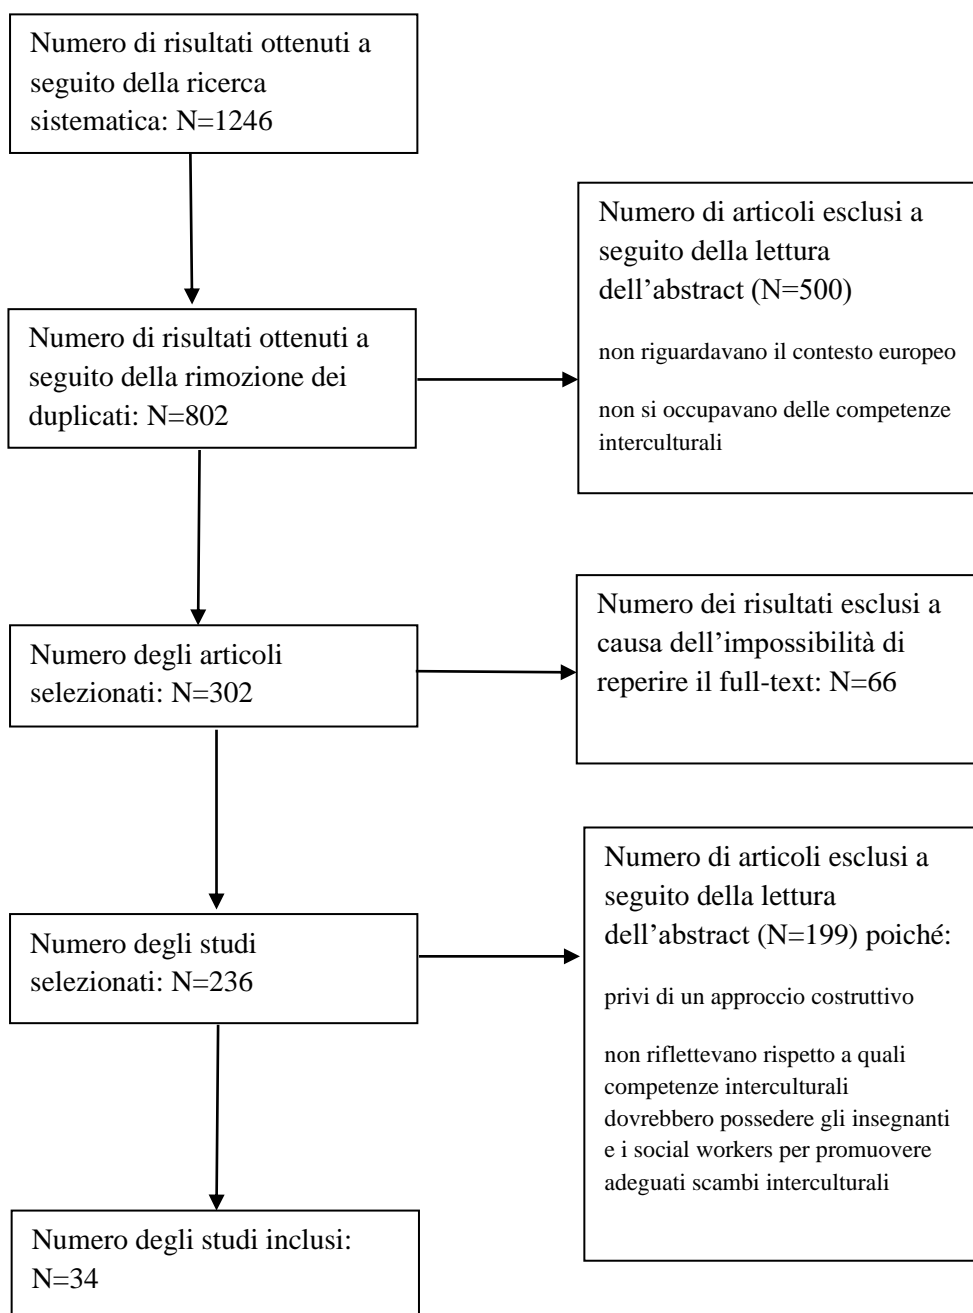 Numero di risultati ottenuti a
seguito della ricerca
sistematica: N=1246
Numero di articoli esclusi a
seguito della lettura
dell’abstract (N=500)
non riguardavano il contesto europeo
non si occupavano delle competenze
interculturali
Numero di risultati ottenuti a
seguito della rimozione dei
duplicati: N=802
Numero dei risultati esclusi a
causa dell’impossibilità di
reperire il full-text: N=66
Numero degli articoli
selezionati: N=302
Numero di articoli esclusi a
seguito della lettura
dell’abstract (N=199) poiché:
privi di un approccio costruttivo
non riflettevano rispetto a quali
competenze interculturali
dovrebbero possedere gli insegnanti
e i social workers per promuovere
adeguati scambi interculturali
Numero degli studi
selezionati: N=236
Numero degli studi inclusi:
N=34